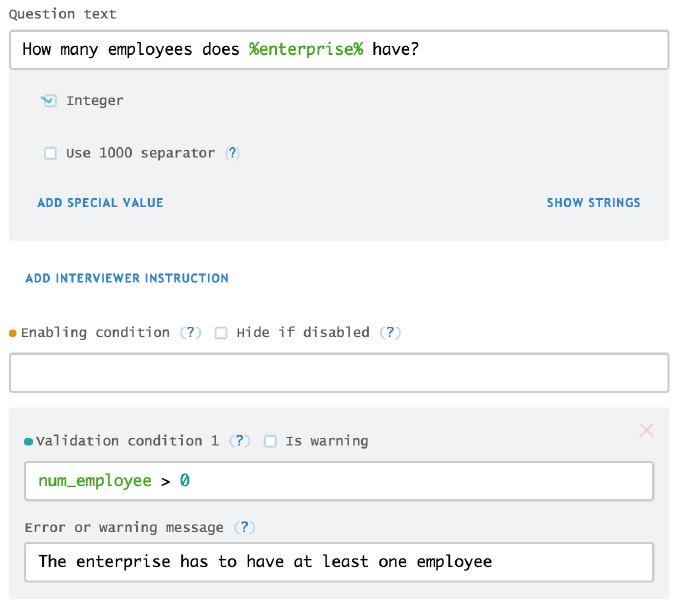 Question text
How many employees does %enterprise% have?
Integer
Use 1000 separator (?)
ADD SPECIAL VALUE SHOW STRINGS
ADD INTERVIEWER INSTRUCTION
Enabling condition (?) Hide if disabled (?)
Validation condition 1 (?) Is warning
num_employee > 0
Error or warning message (?)
The enterprise has to have at least one employee